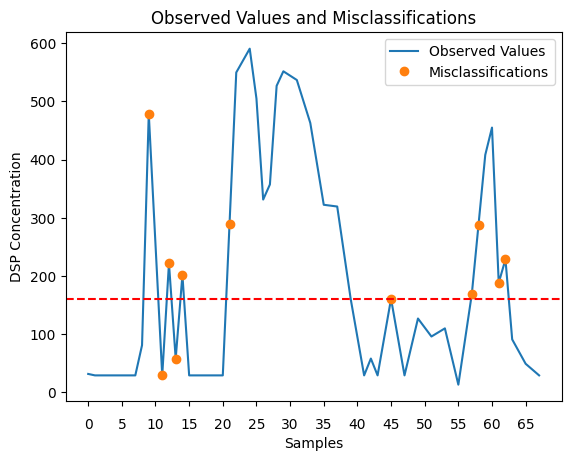 Observed Values and Misclassifications
Observed Values
Misclassifications
DSP Concentration
600
500
400
300
200
100
0
0 5 10 15 20 25 30 35 40 45 50 55 60 65
Samples